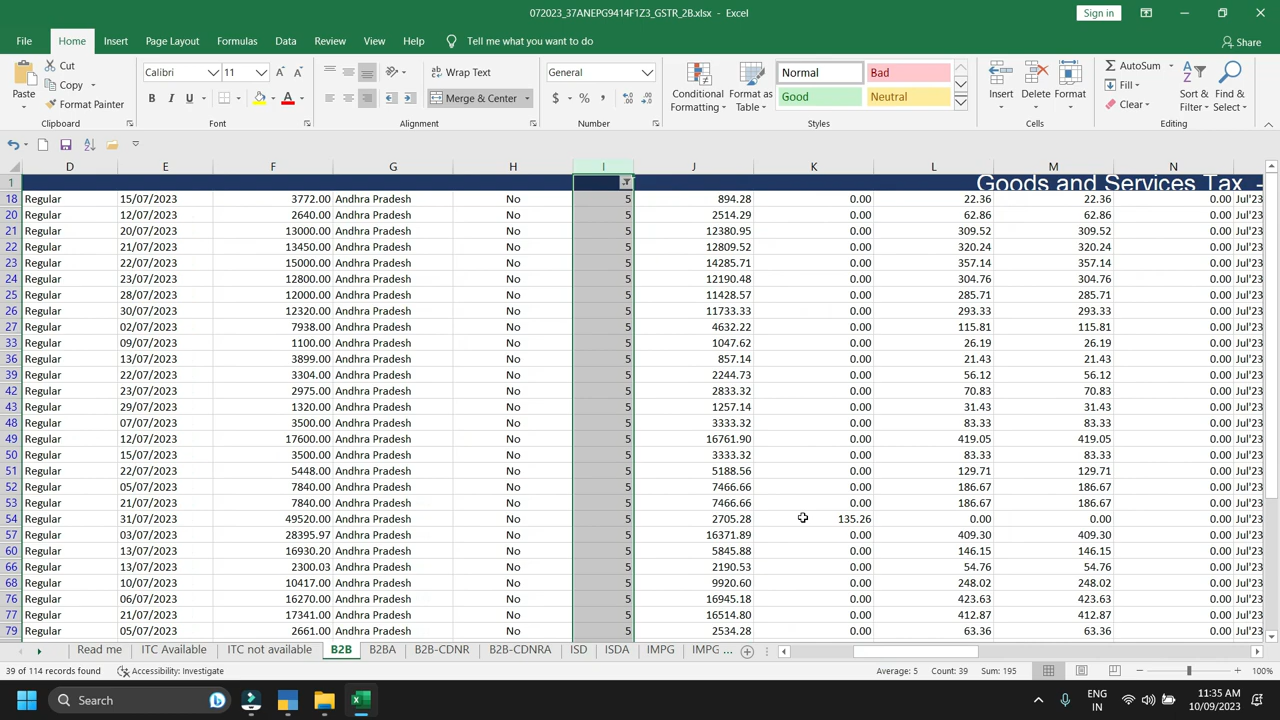 072023_37ANEPG9414F1Z3_GSTR_2B.xlsx - Excel
Sign in
File Home Insert Page Layout Formulas Data Review View Help Tell me what you want to do Share
Paste Cut Copy Format Painter Clipboard
Calibri 11 A A B I U A Font
Wrap Text Merge & Center Alignment
General $ % , Number
Conditional Formatting Format as Table Normal Bad Good Neutral Styles
Insert Delete Format Cells
AutoSum Fill Clear Sort & Filter Find & Select Editing
D E F G H I J K L M N
1 Goods and Services Tax -
18 Regular 15/07/2023 3772.00 Andhra Pradesh No 5 894.28 0.00 22.36 22.36 0.00 Jul'23
20 Regular 12/07/2023 2640.00 Andhra Pradesh No 5 2514.29 0.00 62.86 62.86 0.00 Jul'23
21 Regular 20/07/2023 13000.00 Andhra Pradesh No 5 12380.95 0.00 309.52 309.52 0.00 Jul'23
22 Regular 21/07/2023 13450.00 Andhra Pradesh No 5 12809.52 0.00 320.24 320.24 0.00 Jul'23
23 Regular 22/07/2023 15000.00 Andhra Pradesh No 5 14285.71 0.00 357.14 357.14 0.00 Jul'23
24 Regular 23/07/2023 12800.00 Andhra Pradesh No 5 12190.48 0.00 304.76 304.76 0.00 Jul'23
25 Regular 28/07/2023 12000.00 Andhra Pradesh No 5 11428.57 0.00 285.71 285.71 0.00 Jul'23
26 Regular 30/07/2023 12320.00 Andhra Pradesh No 5 11733.33 0.00 293.33 293.33 0.00 Jul'23
27 Regular 02/07/2023 7938.00 Andhra Pradesh No 5 4632.22 0.00 115.81 115.81 0.00 Jul'23
33 Regular 09/07/2023 1100.00 Andhra Pradesh No 5 1047.62 0.00 26.19 26.19 0.00 Jul'23
36 Regular 13/07/2023 3899.00 Andhra Pradesh No 5 857.14 0.00 21.43 21.43 0.00 Jul'23
39 Regular 22/07/2023 3304.00 Andhra Pradesh No 5 2244.73 0.00 56.12 56.12 0.00 Jul'23
42 Regular 23/07/2023 2975.00 Andhra Pradesh No 5 2833.32 0.00 70.83 70.83 0.00 Jul'23
43 Regular 29/07/2023 1320.00 Andhra Pradesh No 5 1257.14 0.00 31.43 31.43 0.00 Jul'23
48 Regular 07/07/2023 3500.00 Andhra Pradesh No 5 3333.32 0.00 83.33 83.33 0.00 Jul'23
49 Regular 12/07/2023 17600.00 Andhra Pradesh No 5 16761.90 0.00 419.05 419.05 0.00 Jul'23
50 Regular 15/07/2023 3500.00 Andhra Pradesh No 5 3333.32 0.00 83.33 83.33 0.00 Jul'23
51 Regular 22/07/2023 5448.00 Andhra Pradesh No 5 5188.56 0.00 129.71 129.71 0.00 Jul'23
52 Regular 05/07/2023 7840.00 Andhra Pradesh No 5 7466.66 0.00 186.67 186.67 0.00 Jul'23
53 Regular 21/07/2023 7840.00 Andhra Pradesh No 5 7466.66 0.00 186.67 186.67 0.00 Jul'23
54 Regular 31/07/2023 49520.00 Andhra Pradesh No 5 2705.28 135.26 0.00 0.00 0.00 Jul'23
57 Regular 08/07/2023 28395.97 Andhra Pradesh No 5 16371.89 0.00 409.30 409.30 0.00 Jul'23
60 Regular 13/07/2023 16930.20 Andhra Pradesh No 5 5845.88 0.00 146.15 146.15 0.00 Jul'23
66 Regular 13/07/2023 2300.03 Andhra Pradesh No 5 2190.53 0.00 54.76 54.76 0.00 Jul'23
68 Regular 10/07/2023 10417.00 Andhra Pradesh No 5 9920.60 0.00 248.02 248.02 0.00 Jul'23
76 Regular 06/07/2023 16270.00 Andhra Pradesh No 5 16945.18 0.00 423.63 423.63 0.00 Jul'23
77 Regular 21/07/2023 17341.00 Andhra Pradesh No 5 16514.80 0.00 412.87 412.87 0.00 Jul'23
79 Regular 05/07/2023 2661.00 Andhra Pradesh No 5 2534.28 0.00 63.36 63.36 0.00 Jul'23
Read me ITC Available ITC not available B2B B2BA B2B-CDNR B2B-CDNRA ISD ISDA IMPG IMPG ...
39 of 114 records found Accessibility: Investigate Average: 5 Count: 39 Sum: 195 100%
Search ENG IN 11:35 AM 10/09/2023